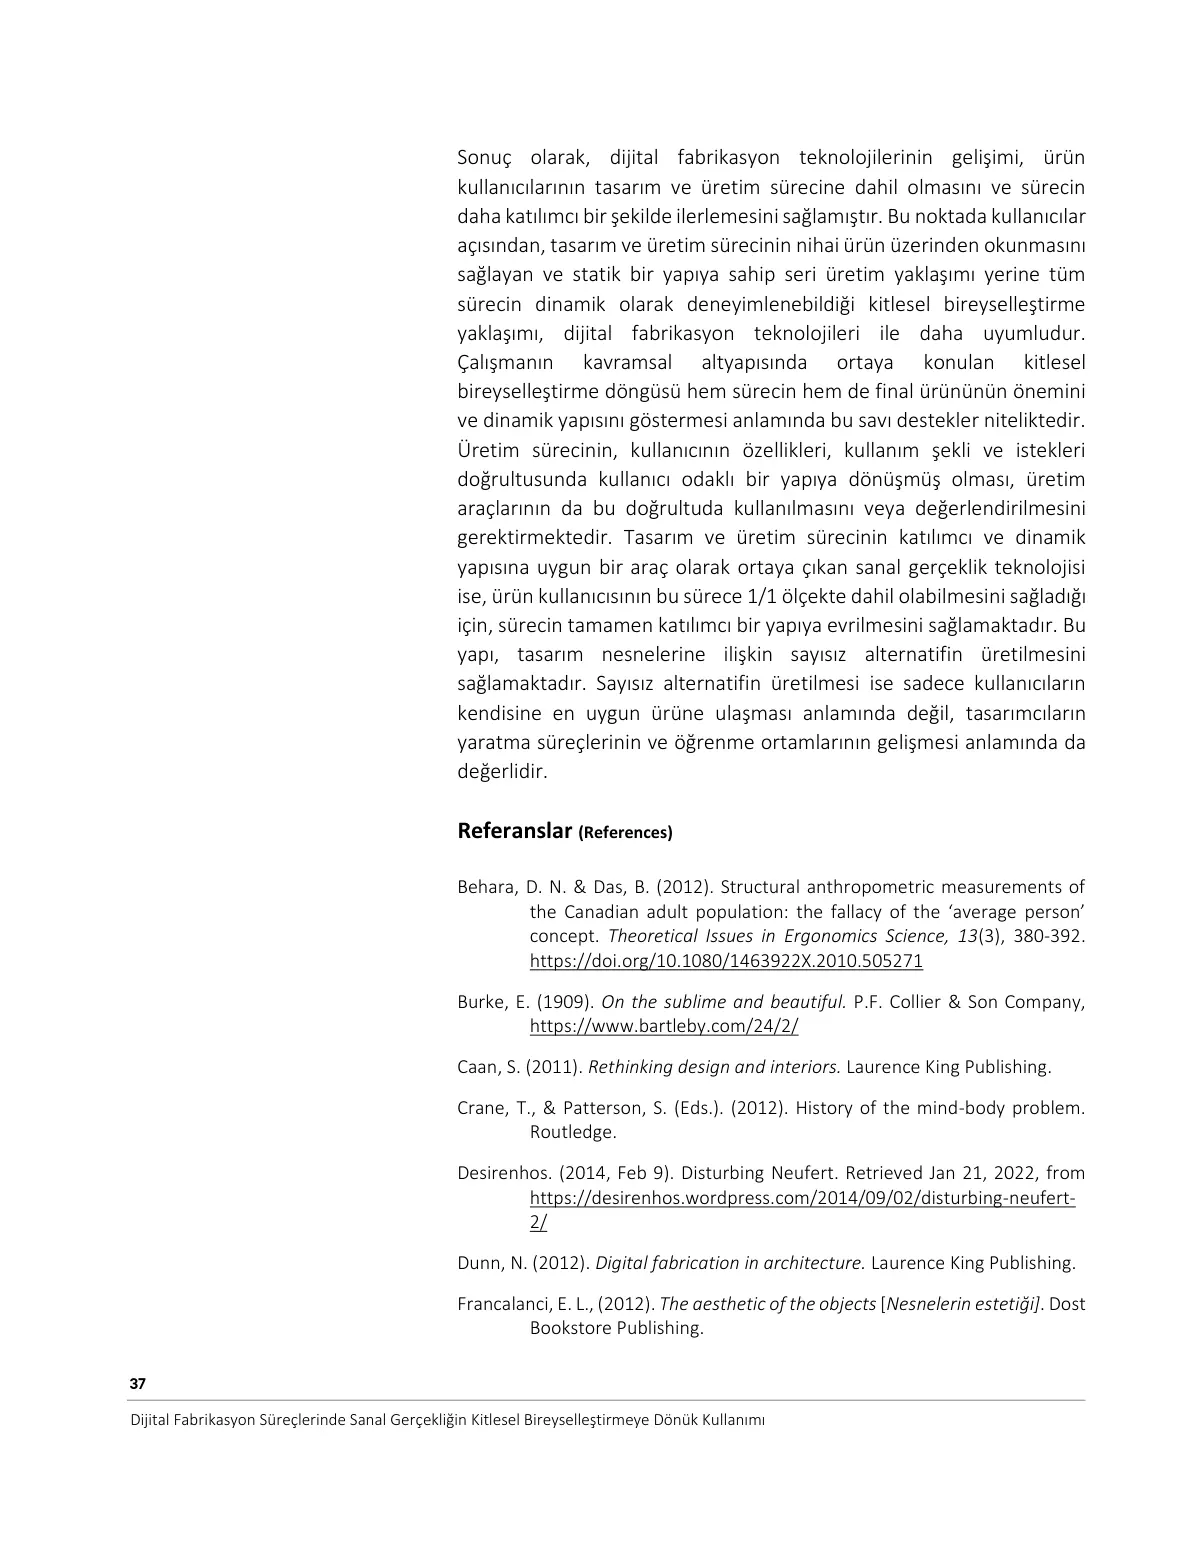 Sonuç olarak, dijital fabrikasyon teknolojilerinin gelişimi, ürün
kullanıcılarının tasarım ve üretim sürecine dahil olmasını ve sürecin
daha katılımcı bir şekilde ilerlemesini sağlamıştır. Bu noktada kullanıcılar
açısından, tasarım ve üretim sürecinin nihai ürün üzerinden okunmasını
sağlayan ve statik bir yapıya sahip seri üretim yaklaşımı yerine tüm
sürecin dinamik olarak deneyimlenebildiği kitlesel bireyselleştirme
yaklaşımı, dijital fabrikasyon teknolojileri ile daha uyumludur.
Çalışmanın kavramsal altyapısında ortaya konulan kitlesel
bireyselleştirme döngüsü hem sürecin hem de final ürününün önemini
ve dinamik yapısını göstermesi anlamında bu savı destekler niteliktedir.
Üretim sürecinin, kullanıcının özellikleri, kullanım şekli ve istekleri
doğrultusunda kullanıcı odaklı bir yapıya dönüşmüş olması, üretim
araçlarının da bu doğrultuda kullanılmasını veya değerlendirilmesini
gerektirmektedir. Tasarım ve üretim sürecinin katılımcı ve dinamik
yapısına uygun bir araç olarak ortaya çıkan sanal gerçeklik teknolojisi
ise, ürün kullanıcısının bu sürece 1/1 ölçekte dahil olabilmesini sağladığı
için, sürecin tamamen katılımcı bir yapıya evrilmesini sağlamaktadır. Bu
yapı, tasarım nesnelerine ilişkin sayısız alternatifin üretilmesini
sağlamaktadır. Sayısız alternatifin üretilmesi ise sadece kullanıcıların
kendisine en uygun ürüne ulaşması anlamında değil, tasarımcıların
yaratma süreçlerinin ve öğrenme ortamlarının gelişmesi anlamında da
değerlidir.
Referanslar (References)
Behara, D. N. & Das, B. (2012). Structural anthropometric measurements of
the Canadian adult population: the fallacy of the ‘average person’
concept. Theoretical Issues in Ergonomics Science, 13(3), 380-392.
https://doi.org/10.1080/1463922X.2010.505271
Burke, E. (1909). On the sublime and beautiful. P.F. Collier & Son Company,
https://www.bartleby.com/24/2/
Caan, S. (2011). Rethinking design and interiors. Laurence King Publishing.
Crane, T., & Patterson, S. (Eds.). (2012). History of the mind-body problem.
Routledge.
Desirenhos. (2014, Feb 9). Disturbing Neufert. Retrieved Jan 21, 2022, from
https://desirenhos.wordpress.com/2014/09/02/disturbing-neufert-
2/
Dunn, N. (2012). Digital fabrication in architecture. Laurence King Publishing.
Francalanci, E. L., (2012). The aesthetic of the objects [Nesnelerin estetiği]. Dost
Bookstore Publishing.
37
Dijital Fabrikasyon Süreçlerinde Sanal Gerçekliğin Kitlesel Bireyselleştirmeye Dönük Kullanımı